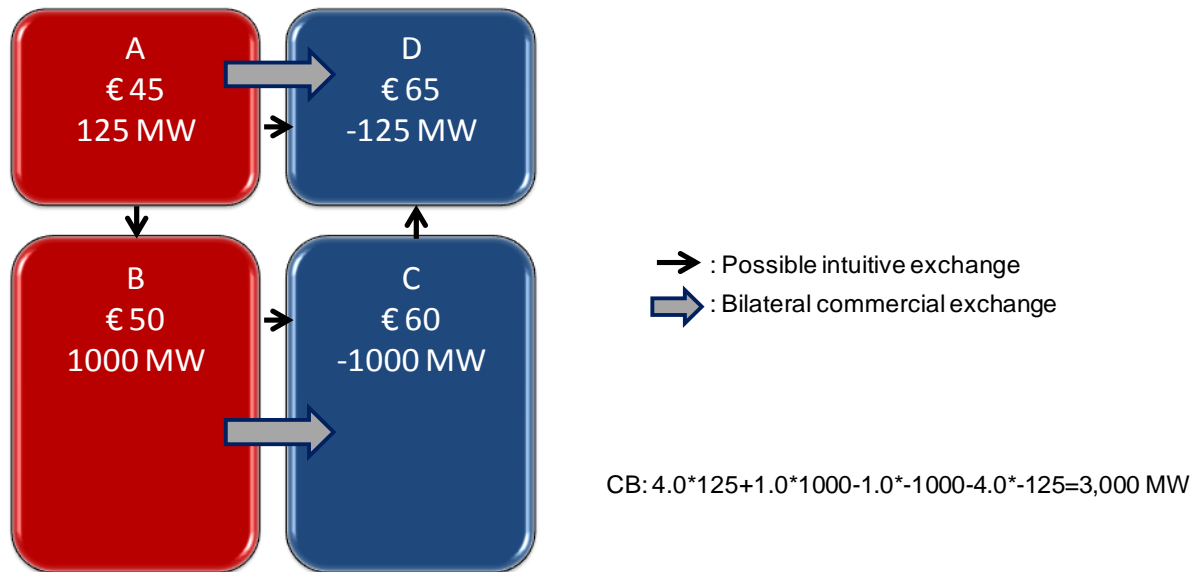 A
€ 45
125 MW
D
€ 65
-125 MW
B
€ 50
1000 MW
C
€ 60
-1000 MW
: Possible intuitive exchange
: Bilateral commercial exchange
CB: 4.0*125+1.0*1000-1.0*-1000-4.0*-125=3,000 MW